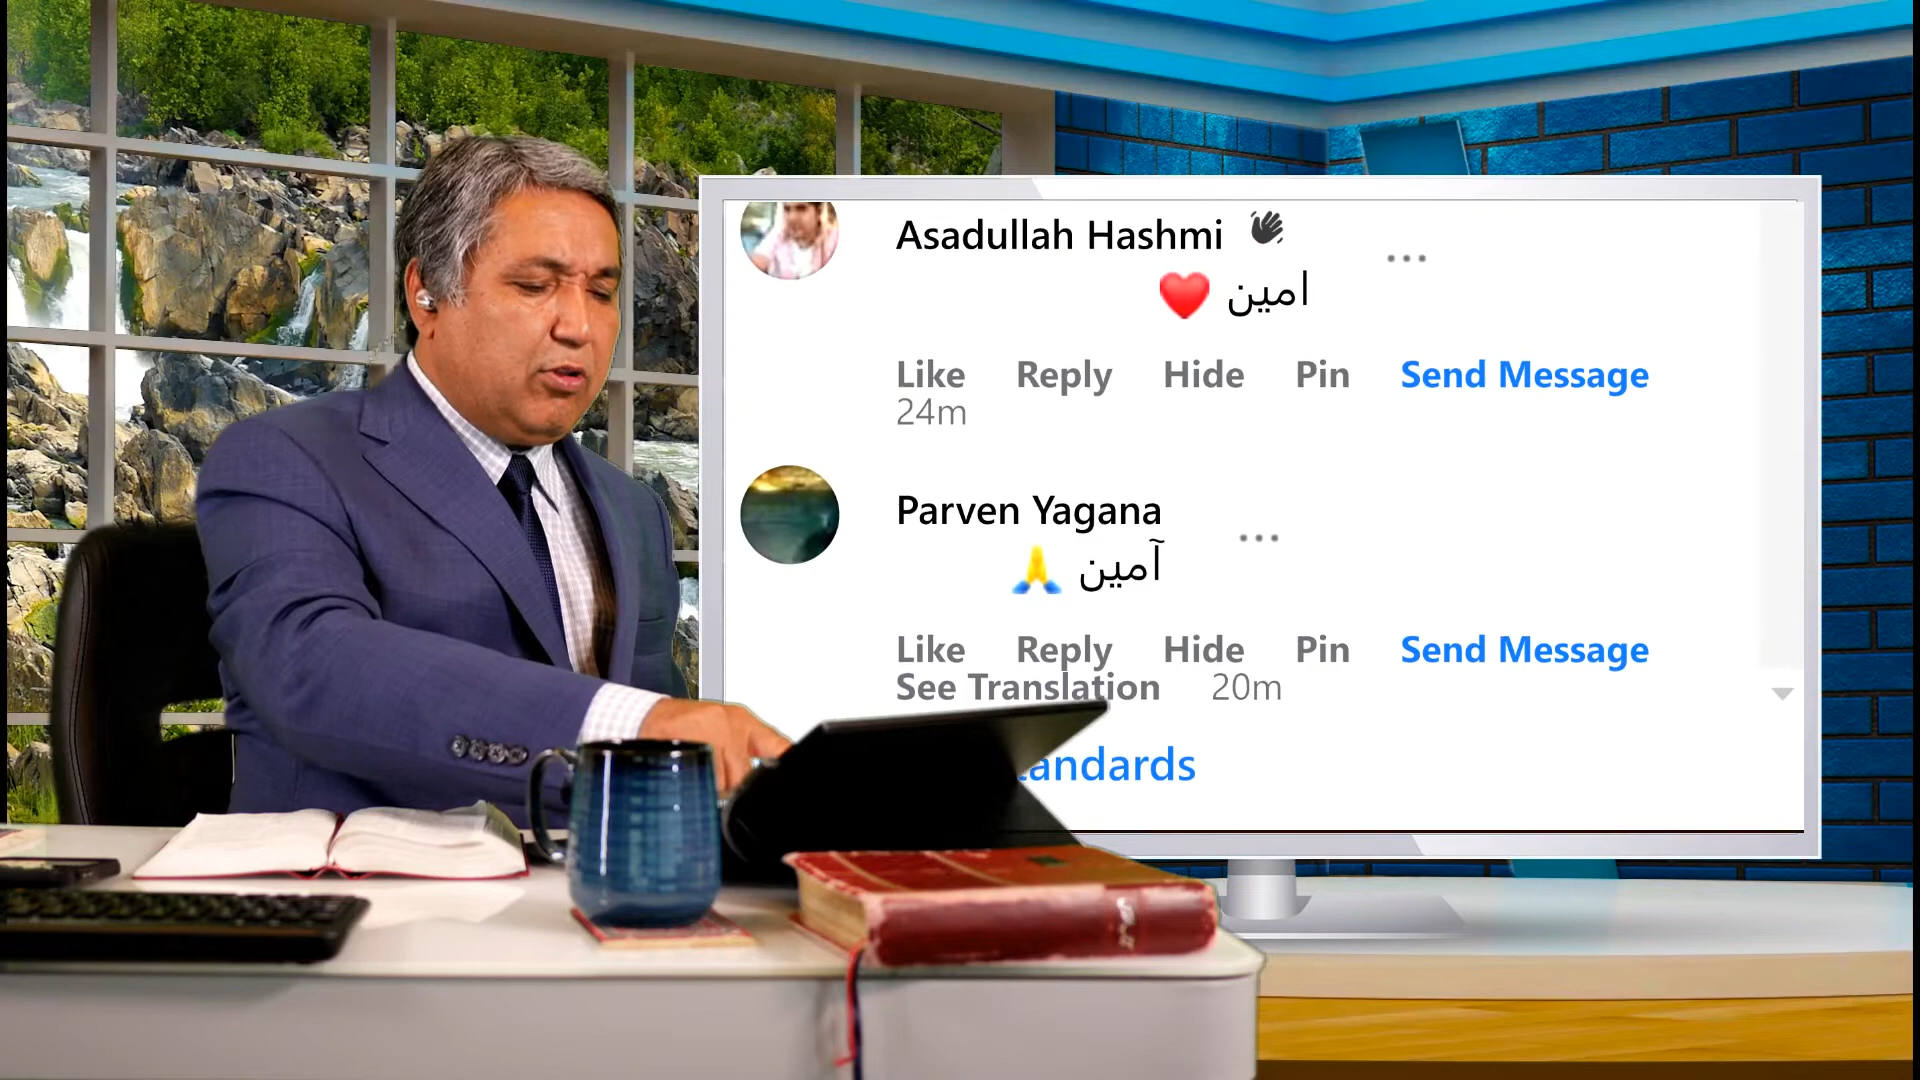 Asadullah Hashmi 👋
امین ❤️
Like Reply Hide Pin Send Message
24m
Parven Yagana
آمین 🙏
Like Reply Hide Pin Send Message
See Translation 20m